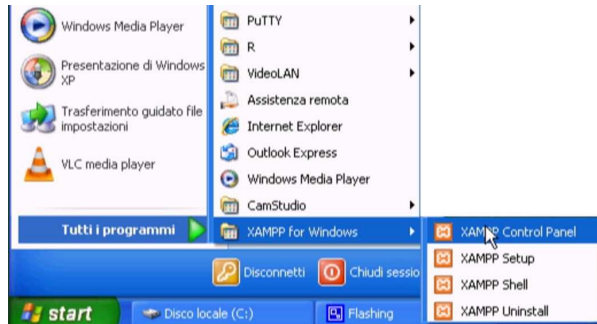 Windows Media Player
Presentazione di Windows
XP
Trasferimento guidato file
impostazioni
VLC media player
Tutti i programmi
PuTTY
R
VideoLAN
Assistenza remota
Internet Explorer
Outlook Express
Windows Media Player
CamStudio
XAMPP for Windows
XAMPP Control Panel
XAMPP Setup
XAMPP Shell
XAMPP Uninstall
Disconnetti
Chiudi sessio
start
Disco locale (C:)
Flashing